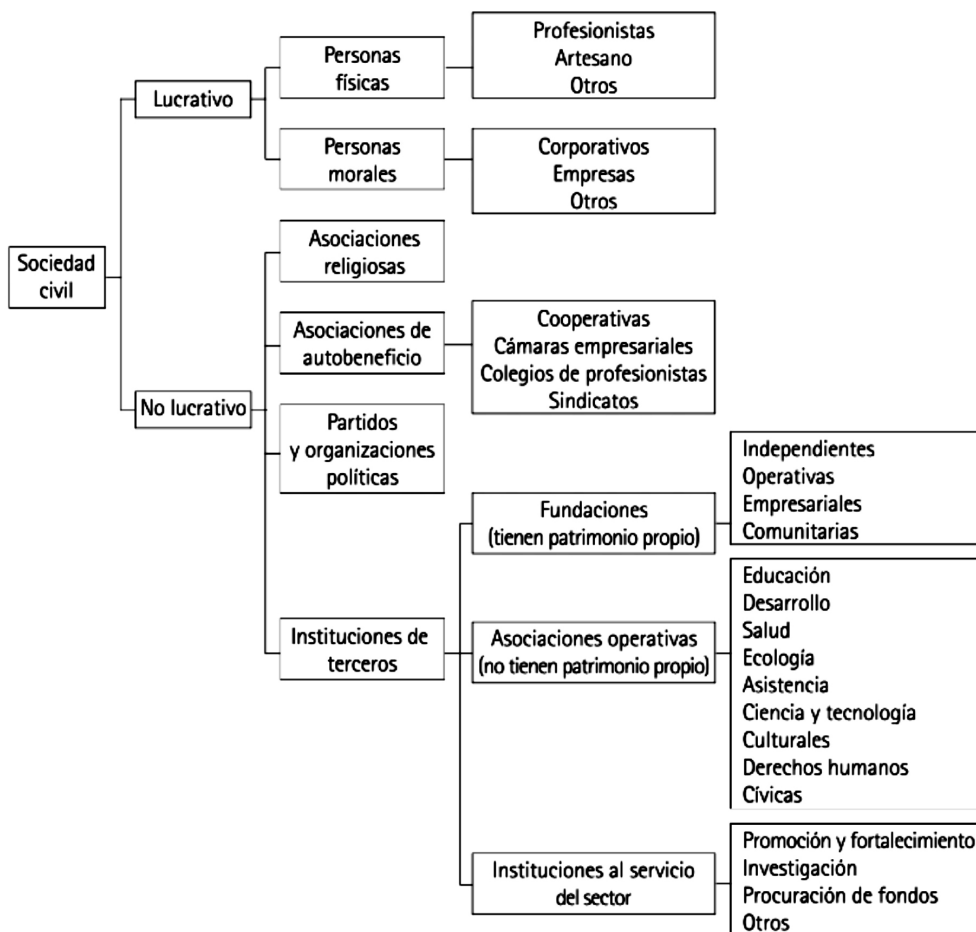 Sociedad
civil
Lucrativo
Personas
físicas
Profesionistas
Artesano
Otros
Personas
morales
Corporativos
Empresas
Otros
No lucrativo
Asociaciones
religiosas
Asociaciones de
autobeneficio
Cooperativas
Cámaras empresariales
Colegios de profesionistas
Sindicatos
Partidos
y organizaciones
políticas
Instituciones de
terceros
Fundaciones
(tienen patrimonio propio)
Independientes
Operativas
Empresariales
Comunitarias
Asociaciones operativas
(no tienen patrimonio propio)
Educación
Desarrollo
Salud
Ecología
Asistencia
Ciencia y tecnología
Culturales
Derechos humanos
Cívicas
Instituciones al servicio
del sector
Promoción y fortalecimiento
Investigación
Procuración de fondos
Otros